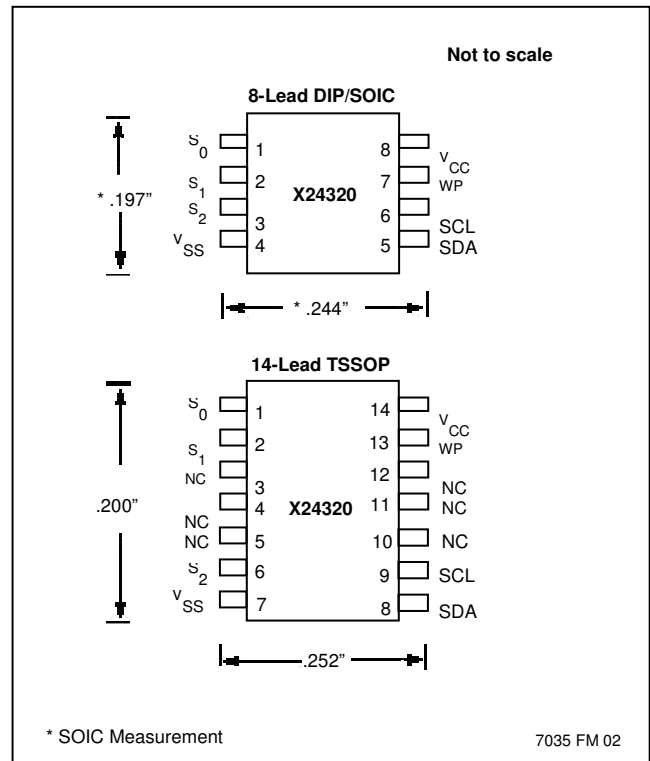 Not to scale
8-Lead DIP/SOIC
S0 1 8 VCC
S1 2 7 WP
* .197” X24320
S2 3 6 SCL
VSS 4 5 SDA
* .244”
14-Lead TSSOP
S0 1 14 VCC
S1 2 13 WP
NC 3 12 NC
.200” NC 4 X24320 11 NC
NC 5 10 NC
S2 6 9 SCL
VSS 7 8 SDA
.252”
* SOIC Measurement
7035 FM 02